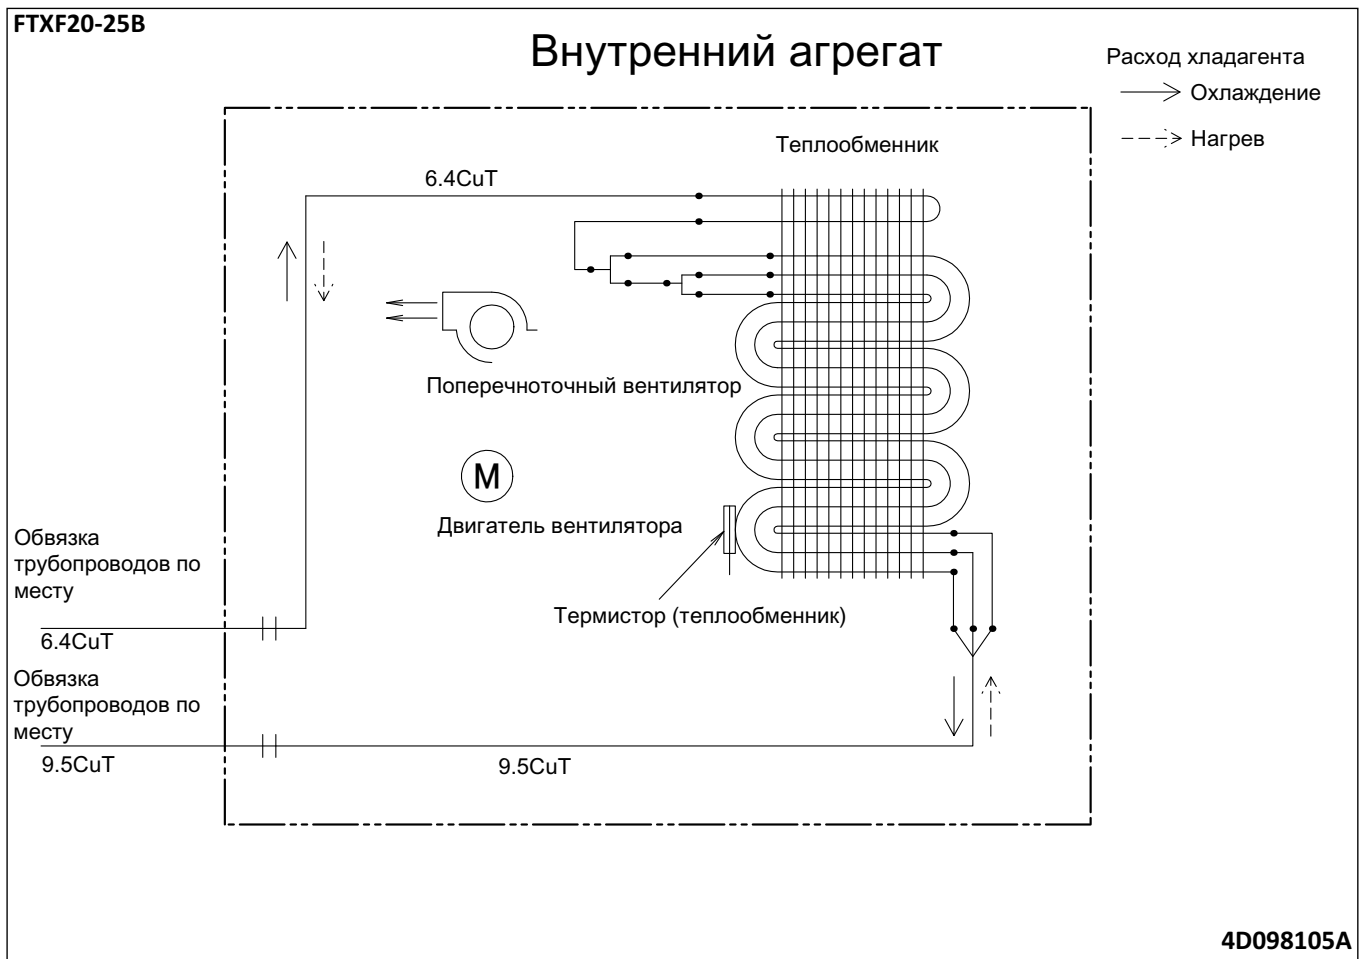 FTXF20-25B
Внутренний агрегат
Расход хладагента
Охлаждение
Нагрев
Теплообменник
6.4CuT
Поперечноточный вентилятор
M
Двигатель вентилятора
Обвязка
трубопроводов по
месту
6.4CuT
Термистор (теплообменник)
Обвязка
трубопроводов по
месту
9.5CuT
9.5CuT
4D098105A